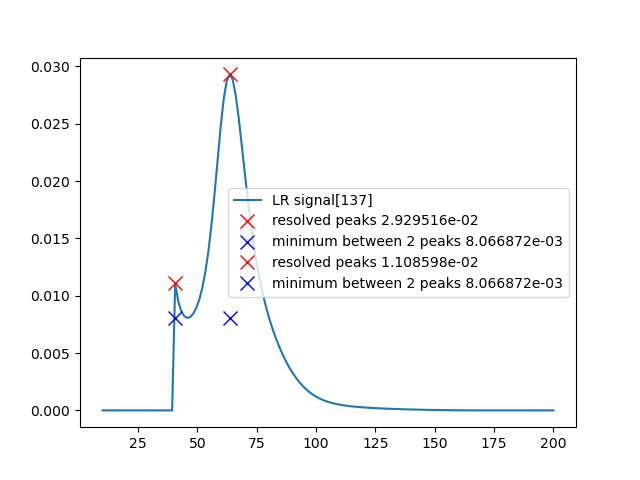 0.030
0.025
0.020
0.015
0.010
0.005
0.000
LR signal[137]
resolved peaks 2.929516e-02
minimum between 2 peaks 8.066872e-03
resolved peaks 1.108598e-02
minimum between 2 peaks 8.066872e-03
25 50 75 100 125 150 175 200